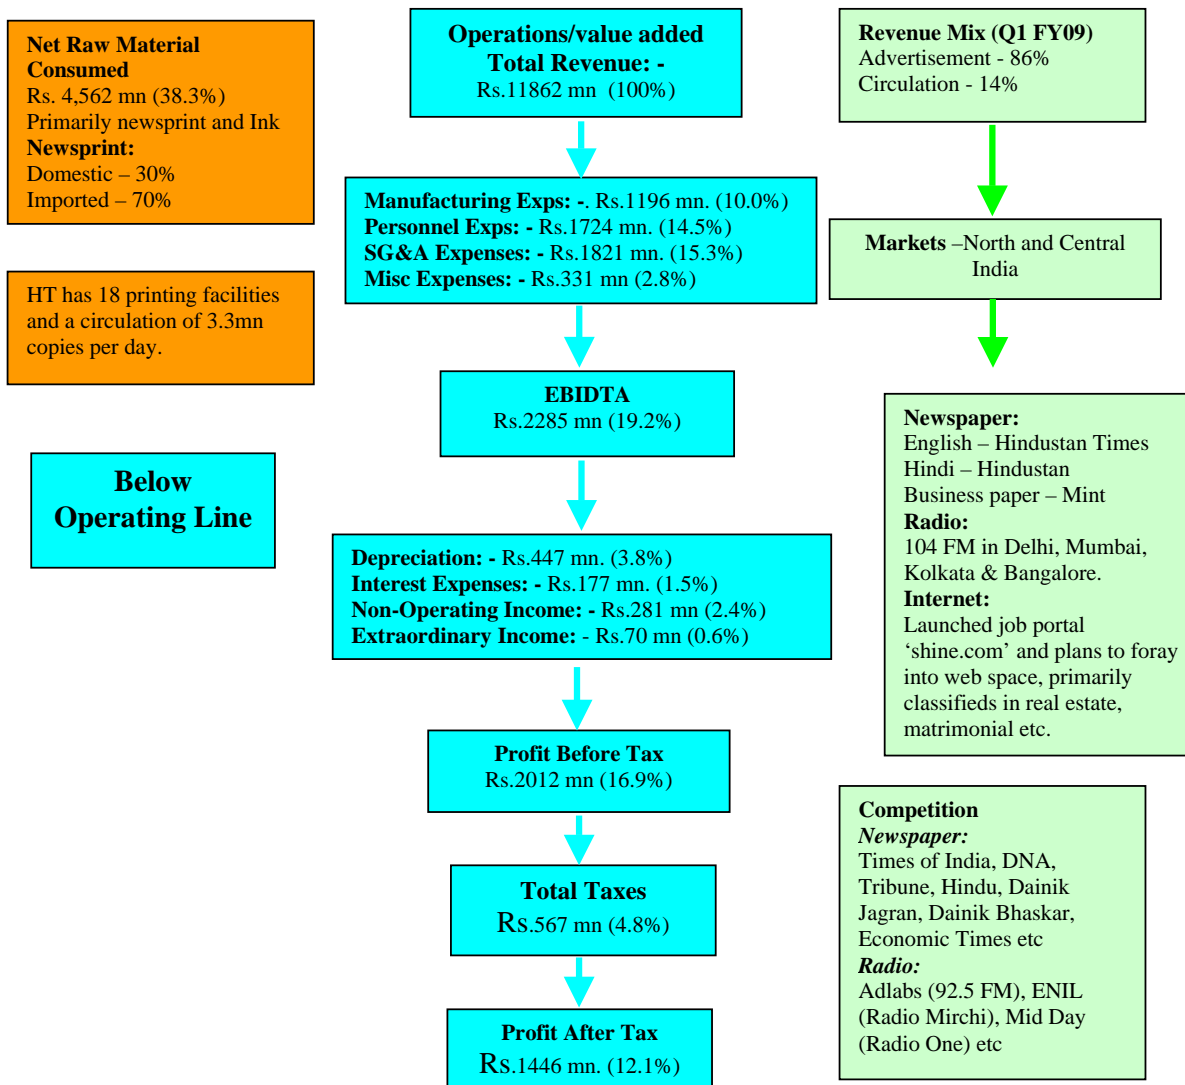 Net Raw Material
Consumed
Rs. 4,562 mn (38.3%)
Primarily newsprint and Ink
Newsprint:
Domestic – 30%
Imported – 70%
HT has 18 printing facilities
and a circulation of 3.3mn
copies per day.
Below
Operating Line
Operations/value added
Total Revenue: -
Rs.11862 mn (100%)
Manufacturing Exps: -. Rs.1196 mn. (10.0%)
Personnel Exps: - Rs.1724 mn. (14.5%)
SG&A Expenses: - Rs.1821 mn. (15.3%)
Misc Expenses: - Rs.331 mn (2.8%)
EBIDTA
Rs.2285 mn (19.2%)
Depreciation: - Rs.447 mn. (3.8%)
Interest Expenses: - Rs.177 mn. (1.5%)
Non-Operating Income: - Rs.281 mn (2.4%)
Extraordinary Income: - Rs.70 mn (0.6%)
Profit Before Tax
Rs.2012 mn (16.9%)
Total Taxes
Rs.567 mn (4.8%)
Profit After Tax
Rs.1446 mn. (12.1%)
Revenue Mix (Q1 FY09)
Advertisement - 86%
Circulation - 14%
Markets –North and Central
India
Newspaper:
English – Hindustan Times
Hindi – Hindustan
Business paper – Mint
Radio:
104 FM in Delhi, Mumbai,
Kolkata & Bangalore.
Internet:
Launched job portal
‘shine.com’ and plans to foray
into web space, primarily
classifieds in real estate,
matrimonial etc.
Competition
Newspaper:
Times of India, DNA,
Tribune, Hindu, Dainik
Jagran, Dainik Bhaskar,
Economic Times etc
Radio:
Adlabs (92.5 FM), ENIL
(Radio Mirchi), Mid Day
(Radio One) etc